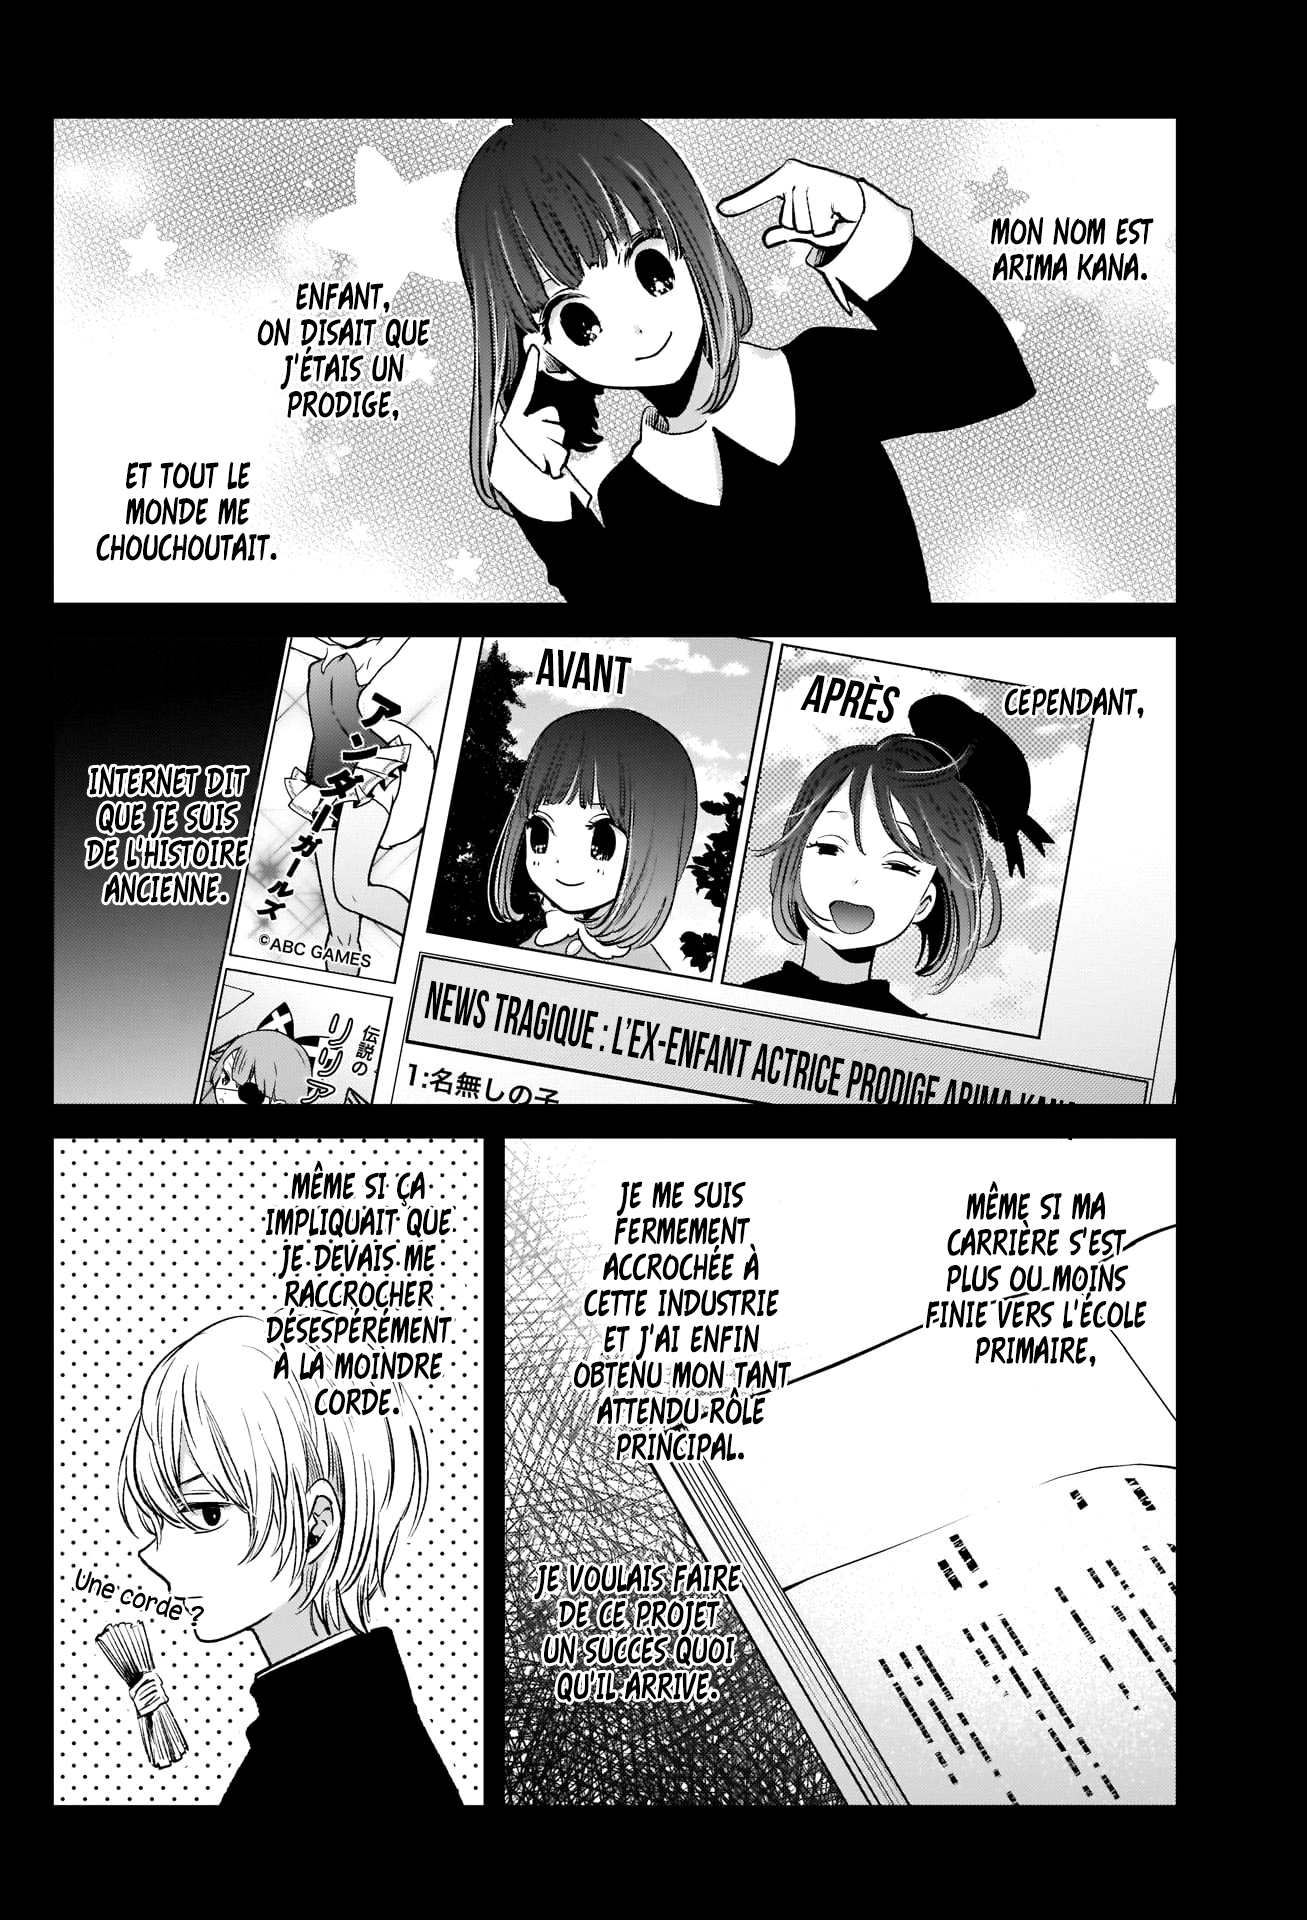 MON NOM EST
ARIMA KANA.
ENFANT,
ON DISAIT QUE
J'ÉTAIS UN
PRODIGE,
ET TOUT LE
MONDE ME
CHOUCHOUTAIT.
CEPENDANT,
APRÈS
AVANT
アンダーガールズ
©ABC GAMES
INTERNET DIT
QUE JE SUIS
DE L'HISTOIRE
ANCIENNE.
NEWS TRAGIQUE : L'EX-ENFANT ACTRICE PRODIGE ARIMA KANA
1:名無しの子
伝説の
リリア
MÊME SI MA
CARRIÈRE S'EST
PLUS OU MOINS
FINIE VERS L'ÉCOLE
PRIMAIRE,
JE ME SUIS
FERMEMENT
ACCROCHÉE À
CETTE INDUSTRIE
ET J'AI ENFIN
OBTENU MON TANT
ATTENDU RÔLE
PRINCIPAL.
JE VOULAIS FAIRE
DE CE PROJET
UN SUCCÈS QUOI
QU'IL ARRIVE.
MÊME SI ÇA
IMPLIQUAIT QUE
JE DEVAIS ME
RACCROCHER
DÉSESPÉRÉMENT
À LA MOINDRE
CORDE.
Une corde ?